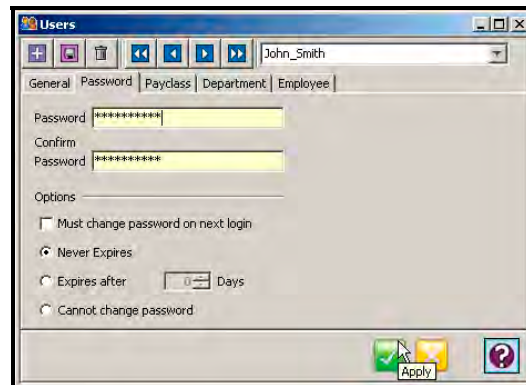 Users
John_Smith
General Password Payclass Department Employee
Password **********
Confirm
Password **********
Options
Must change password on next login
Never Expires
Expires after 0 Days
Cannot change password
Apply